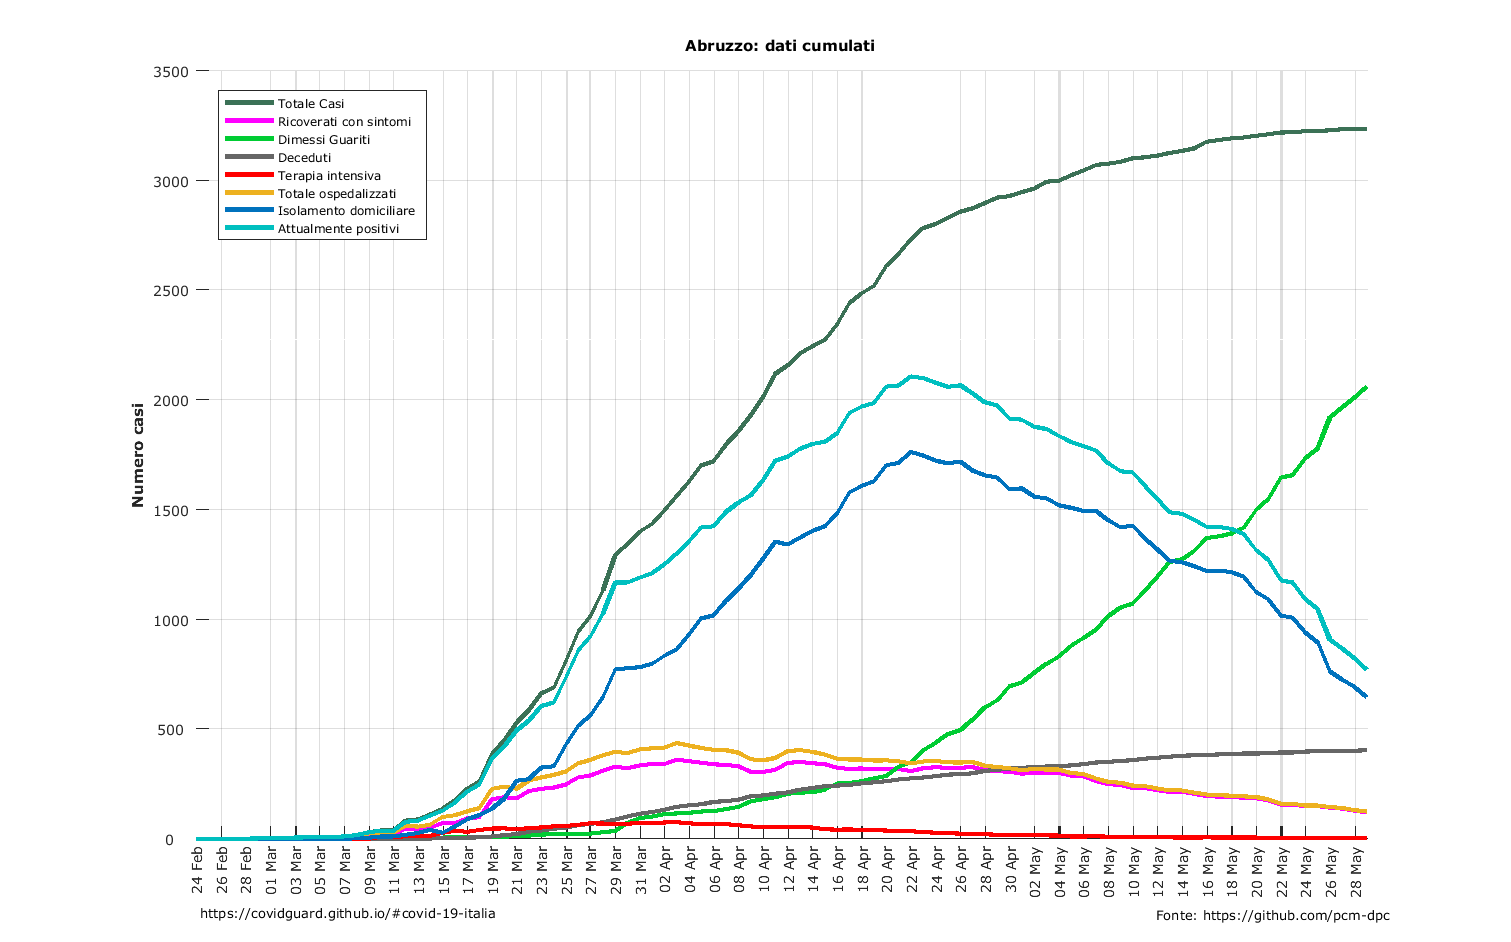 Abruzzo: dati cumulati
3500
3000
2500
2000
1500
1000
500
0
Numero casi
Totale Casi
Ricoverati con sintomi
Dimessi Guariti
Deceduti
Terapia intensiva
Totale ospedalizzati
Isolamento domiciliare
Attualmente positivi
24 Feb
26 Feb
28 Feb
01 Mar
03 Mar
05 Mar
07 Mar
09 Mar
11 Mar
13 Mar
15 Mar
17 Mar
19 Mar
21 Mar
23 Mar
25 Mar
27 Mar
29 Mar
31 Mar
02 Apr
04 Apr
06 Apr
08 Apr
10 Apr
12 Apr
14 Apr
16 Apr
18 Apr
20 Apr
22 Apr
24 Apr
26 Apr
28 Apr
30 Apr
02 May
04 May
06 May
08 May
10 May
12 May
14 May
16 May
18 May
20 May
22 May
24 May
26 May
28 May
https://covidguard.github.io/#covid-19-italia
Fonte: https://github.com/pcm-dpc